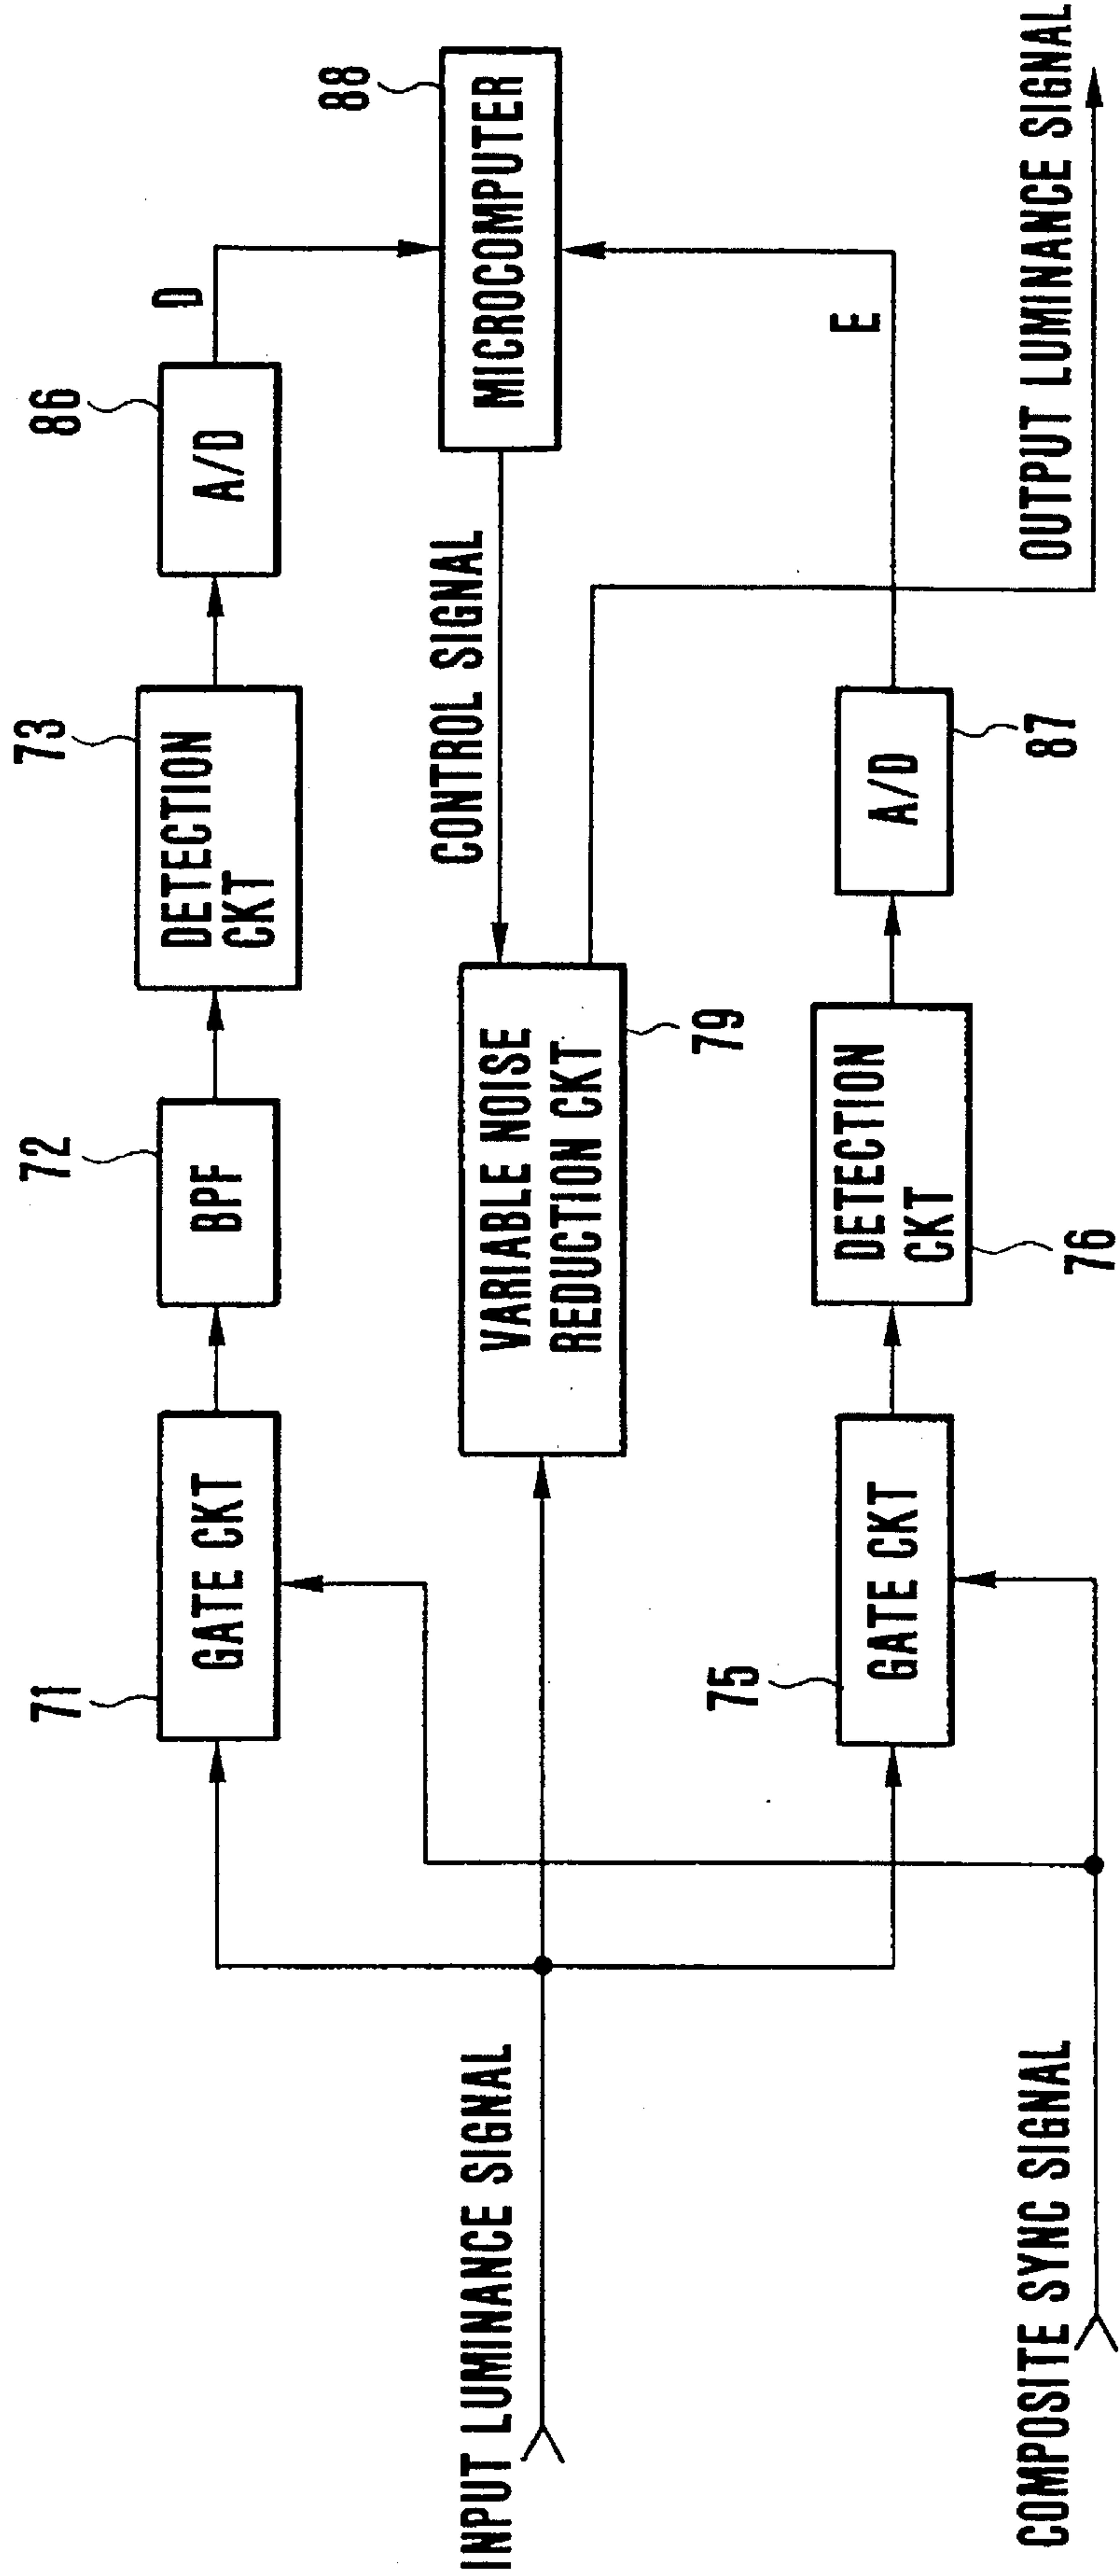 71
GATE CKT
72
BPF
73
DETECTION
CKT
86
A/D
D
88
MICROCOMPUTER
CONTROL SIGNAL
INPUT LUMINANCE SIGNAL
VARIABLE NOISE
REDUCTION CKT
79
E
75
GATE CKT
DETECTION
CKT
76
A/D
87
COMPOSITE SYNC SIGNAL
OUTPUT LUMINANCE SIGNAL